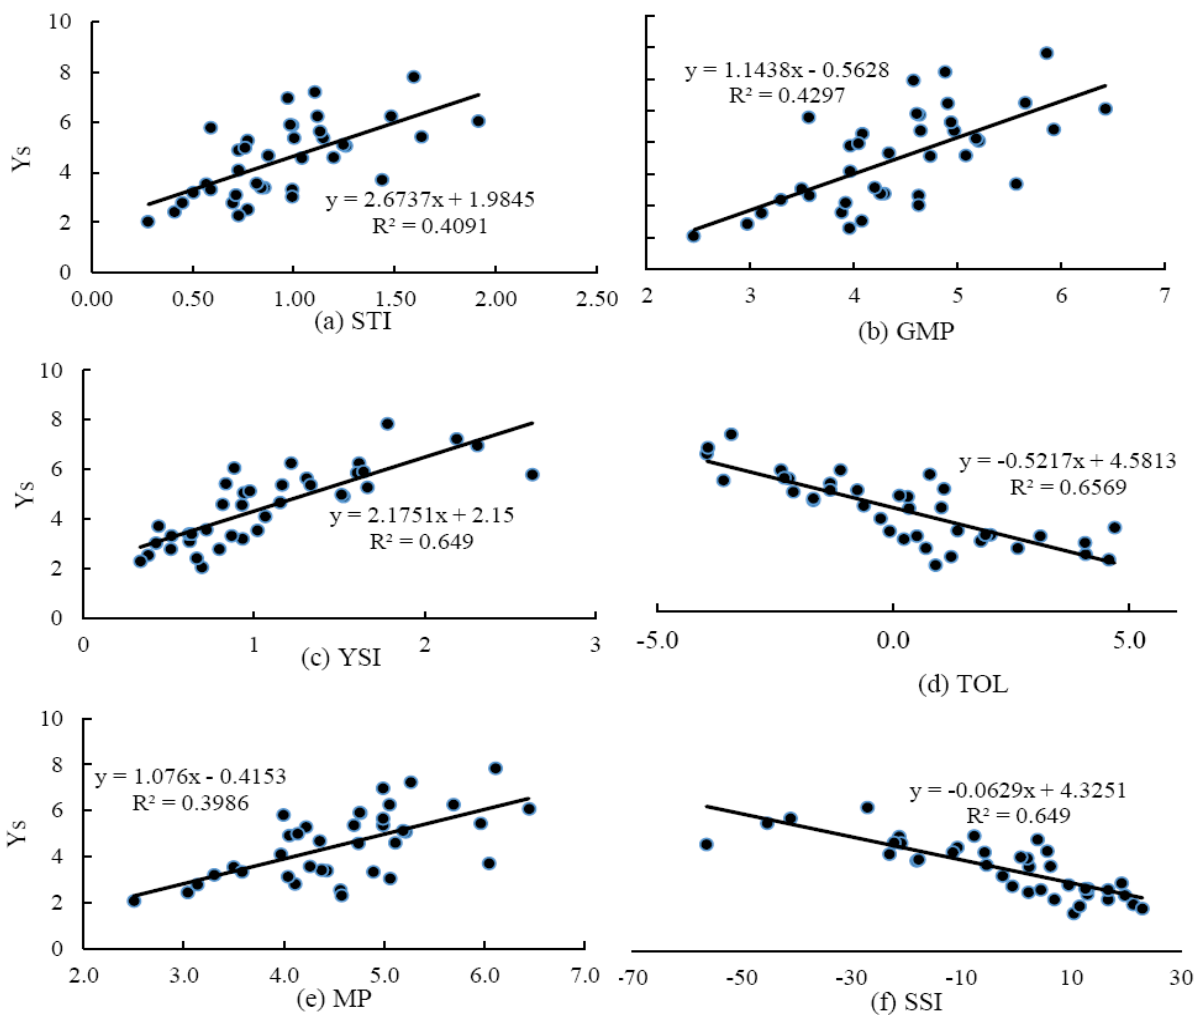 10
8
6
4
2
0
Ys
y = 2.6737x + 1.9845
R² = 0.4091
0.00 0.50 1.00 1.50 2.00 2.50
(a) STI
y = 1.1438x - 0.5628
R² = 0.4297
2 3 4 5 6 7
(b) GMP
10
8
6
4
2
0
Ys
y = 2.1751x + 2.15
R² = 0.649
0 1 2 3
(c) YSI
y = -0.5217x + 4.5813
R² = 0.6569
-5.0 0.0 5.0
(d) TOL
10
8
6
4
2
0
Ys
y = 1.076x - 0.4153
R² = 0.3986
2.0 3.0 4.0 5.0 6.0 7.0
(e) MP
y = -0.0629x + 4.3251
R² = 0.649
-70 -50 -30 -10 10 30
(f) SSI